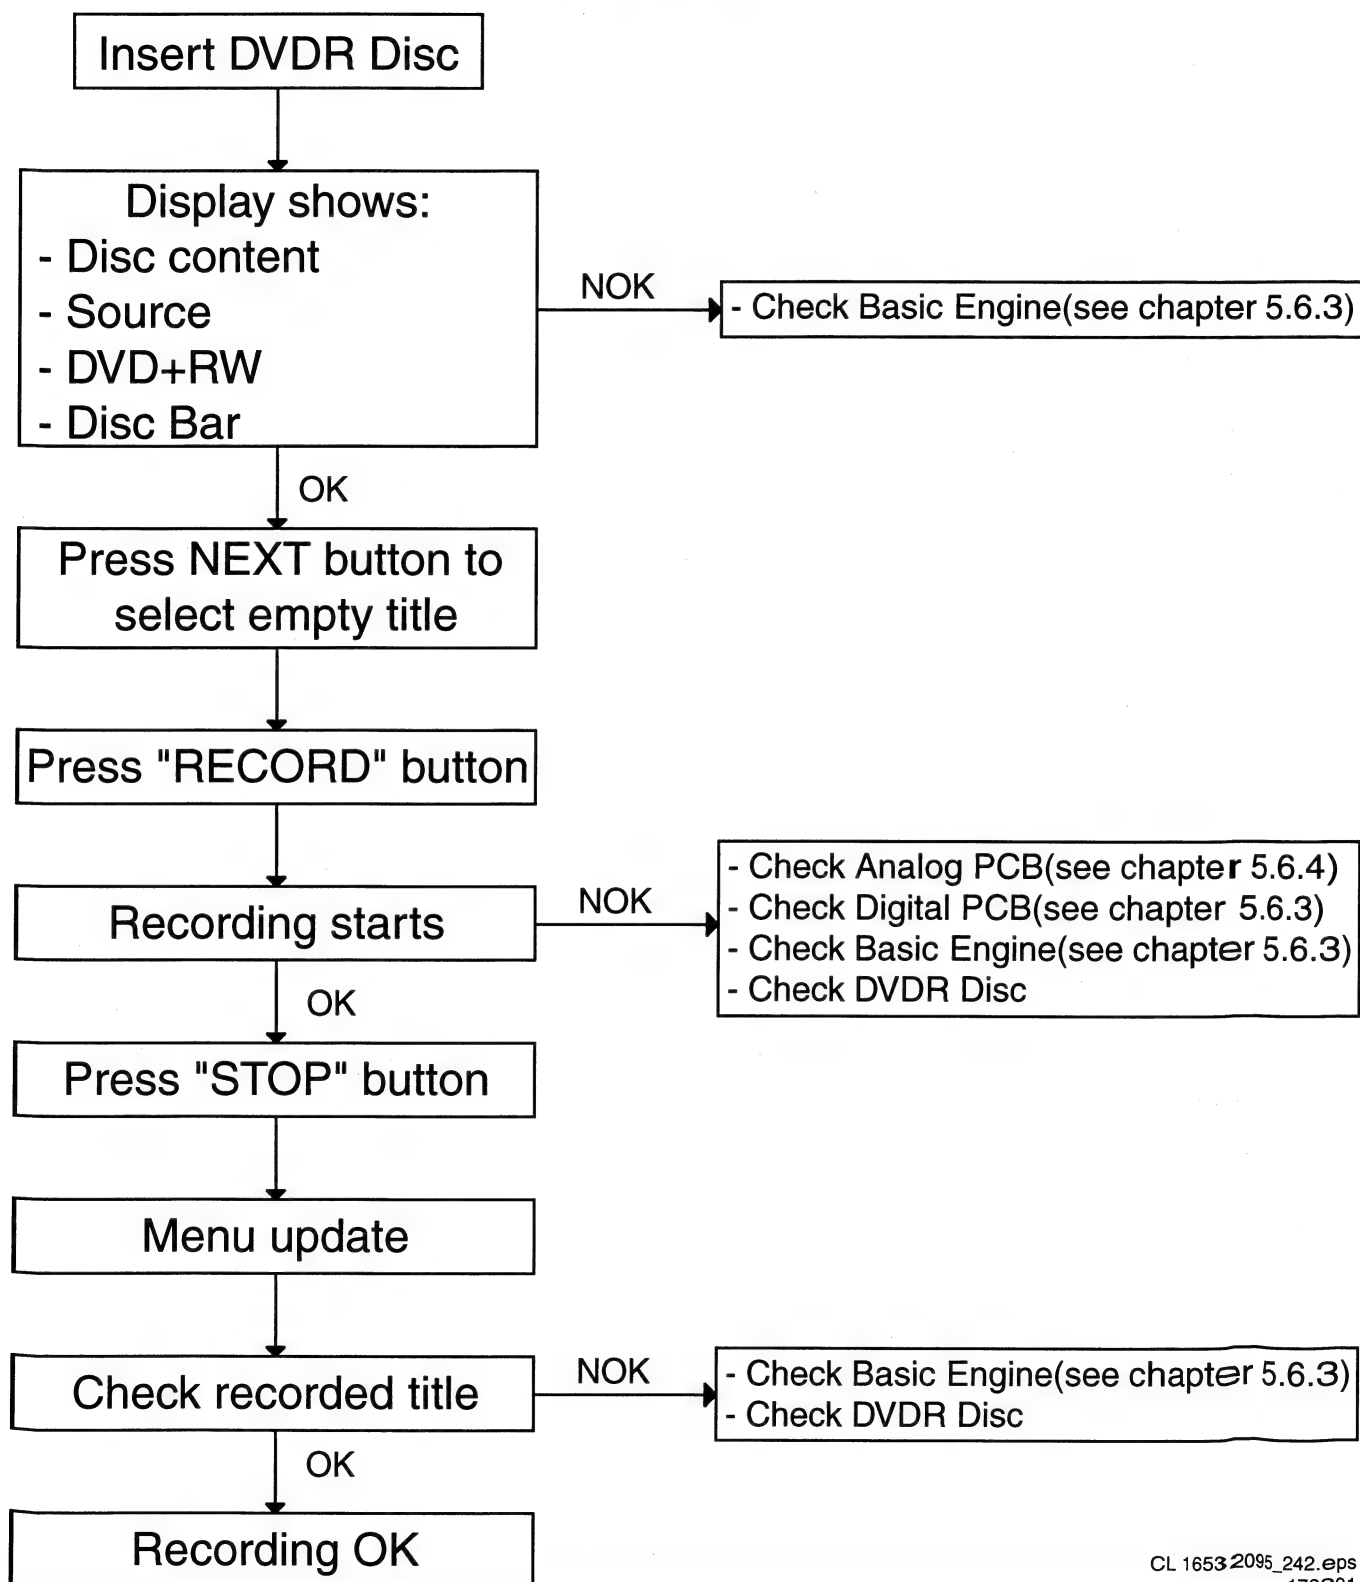 Insert DVDR Disc
Display shows:
- Disc content
- Source
- DVD+RW
- Disc Bar
NOK
- Check Basic Engine(see chapter 5.6.3)
OK
Press NEXT button to
select empty title
Press "RECORD" button
Recording starts
NOK
- Check Analog PCB(see chapter 5.6.4)
- Check Digital PCB(see chapter 5.6.3)
- Check Basic Engine(see chapter 5.6.3)
- Check DVDR Disc
OK
Press "STOP" button
Menu update
Check recorded title
NOK
- Check Basic Engine(see chapter 5.6.3)
- Check DVDR Disc
OK
Recording OK
CL 16532095_242.eps